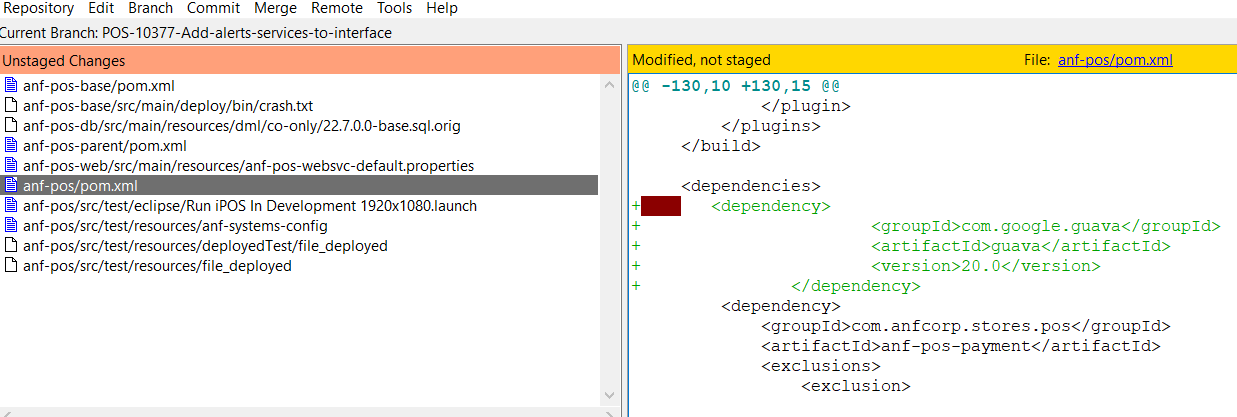 Repository Edit Branch Commit Merge Remote Tools Help
Current Branch: POS-10377-Add-alerts-services-to-interface
Unstaged Changes
anf-pos-base/pom.xml
anf-pos-base/src/main/deploy/bin/crash.txt
anf-pos-db/src/main/resources/dml/co-only/22.7.0.0-base.sql.orig
anf-pos-parent/pom.xml
anf-pos-web/src/main/resources/anf-pos-websvc-default.properties
anf-pos/pom.xml
anf-pos/src/test/eclipse/Run iPOS In Development 1920x1080.launch
anf-pos/src/test/resources/anf-systems-config
anf-pos/src/test/resources/deployedTest/file_deployed
anf-pos/src/test/resources/file_deployed
Modified, not staged File: anf-pos/pom.xml
@@ -130,10 +130,15 @@
</plugin>
</plugins>
</build>
<dependencies>
+ <dependency>
+ <groupId>com.google.guava</groupId>
+ <artifactId>guava</artifactId>
+ <version>20.0</version>
+ </dependency>
<dependency>
<groupId>com.anfcorp.stores.pos</groupId>
<artifactId>anf-pos-payment</artifactId>
<exclusions>
<exclusion>